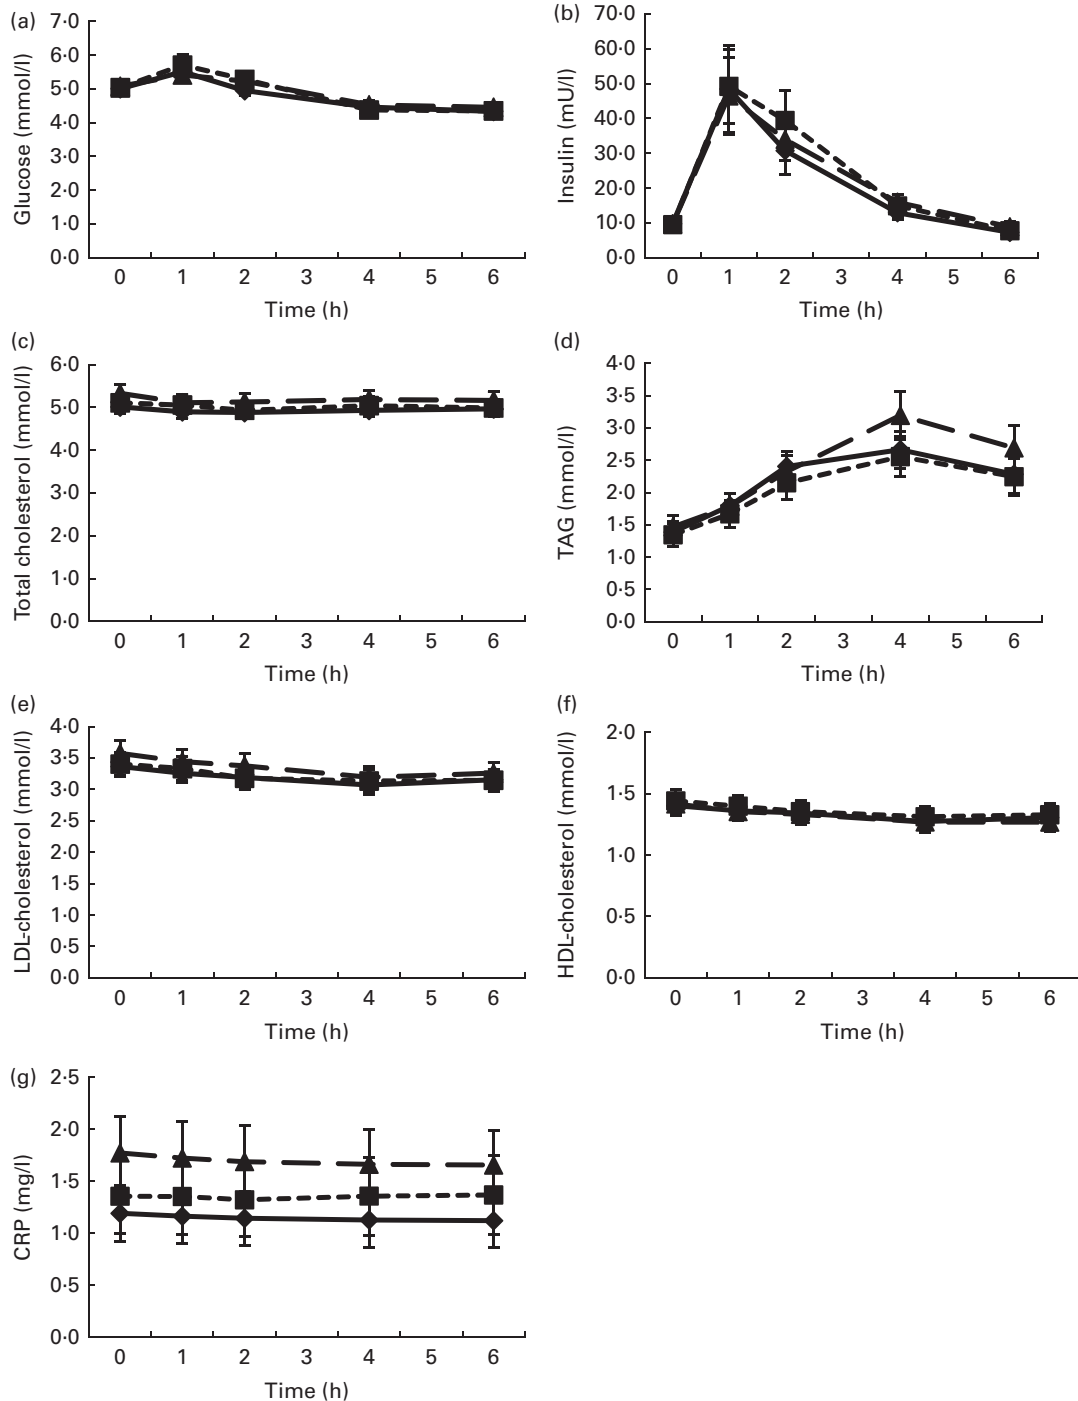 (a)
Glucose (mmol/l)
7·0
6·0
5·0
4·0
3·0
2·0
1·0
0·0
0 1 2 3 4 5 6
Time (h)
(b)
Insulin (mU/l)
70·0
60·0
50·0
40·0
30·0
20·0
10·0
0·0
0 1 2 3 4 5 6
Time (h)
(c)
Total cholesterol (mmol/l)
6·0
5·0
4·0
3·0
2·0
1·0
0·0
0 1 2 3 4 5 6
Time (h)
(d)
TAG (mmol/l)
4·0
3·5
3·0
2·5
2·0
1·5
1·0
0·5
0·0
0 1 2 3 4 5 6
Time (h)
(e)
LDL-cholesterol (mmol/l)
4·0
3·5
3·0
2·5
2·0
1·5
1·0
0·5
0·0
0 1 2 3 4 5 6
Time (h)
(f)
HDL-cholesterol (mmol/l)
2·0
1·5
1·0
0·5
0·0
0 1 2 3 4 5 6
Time (h)
(g)
CRP (mg/l)
2·5
2·0
1·5
1·0
0·5
0·0
0 1 2 3 4 5 6
Time (h)